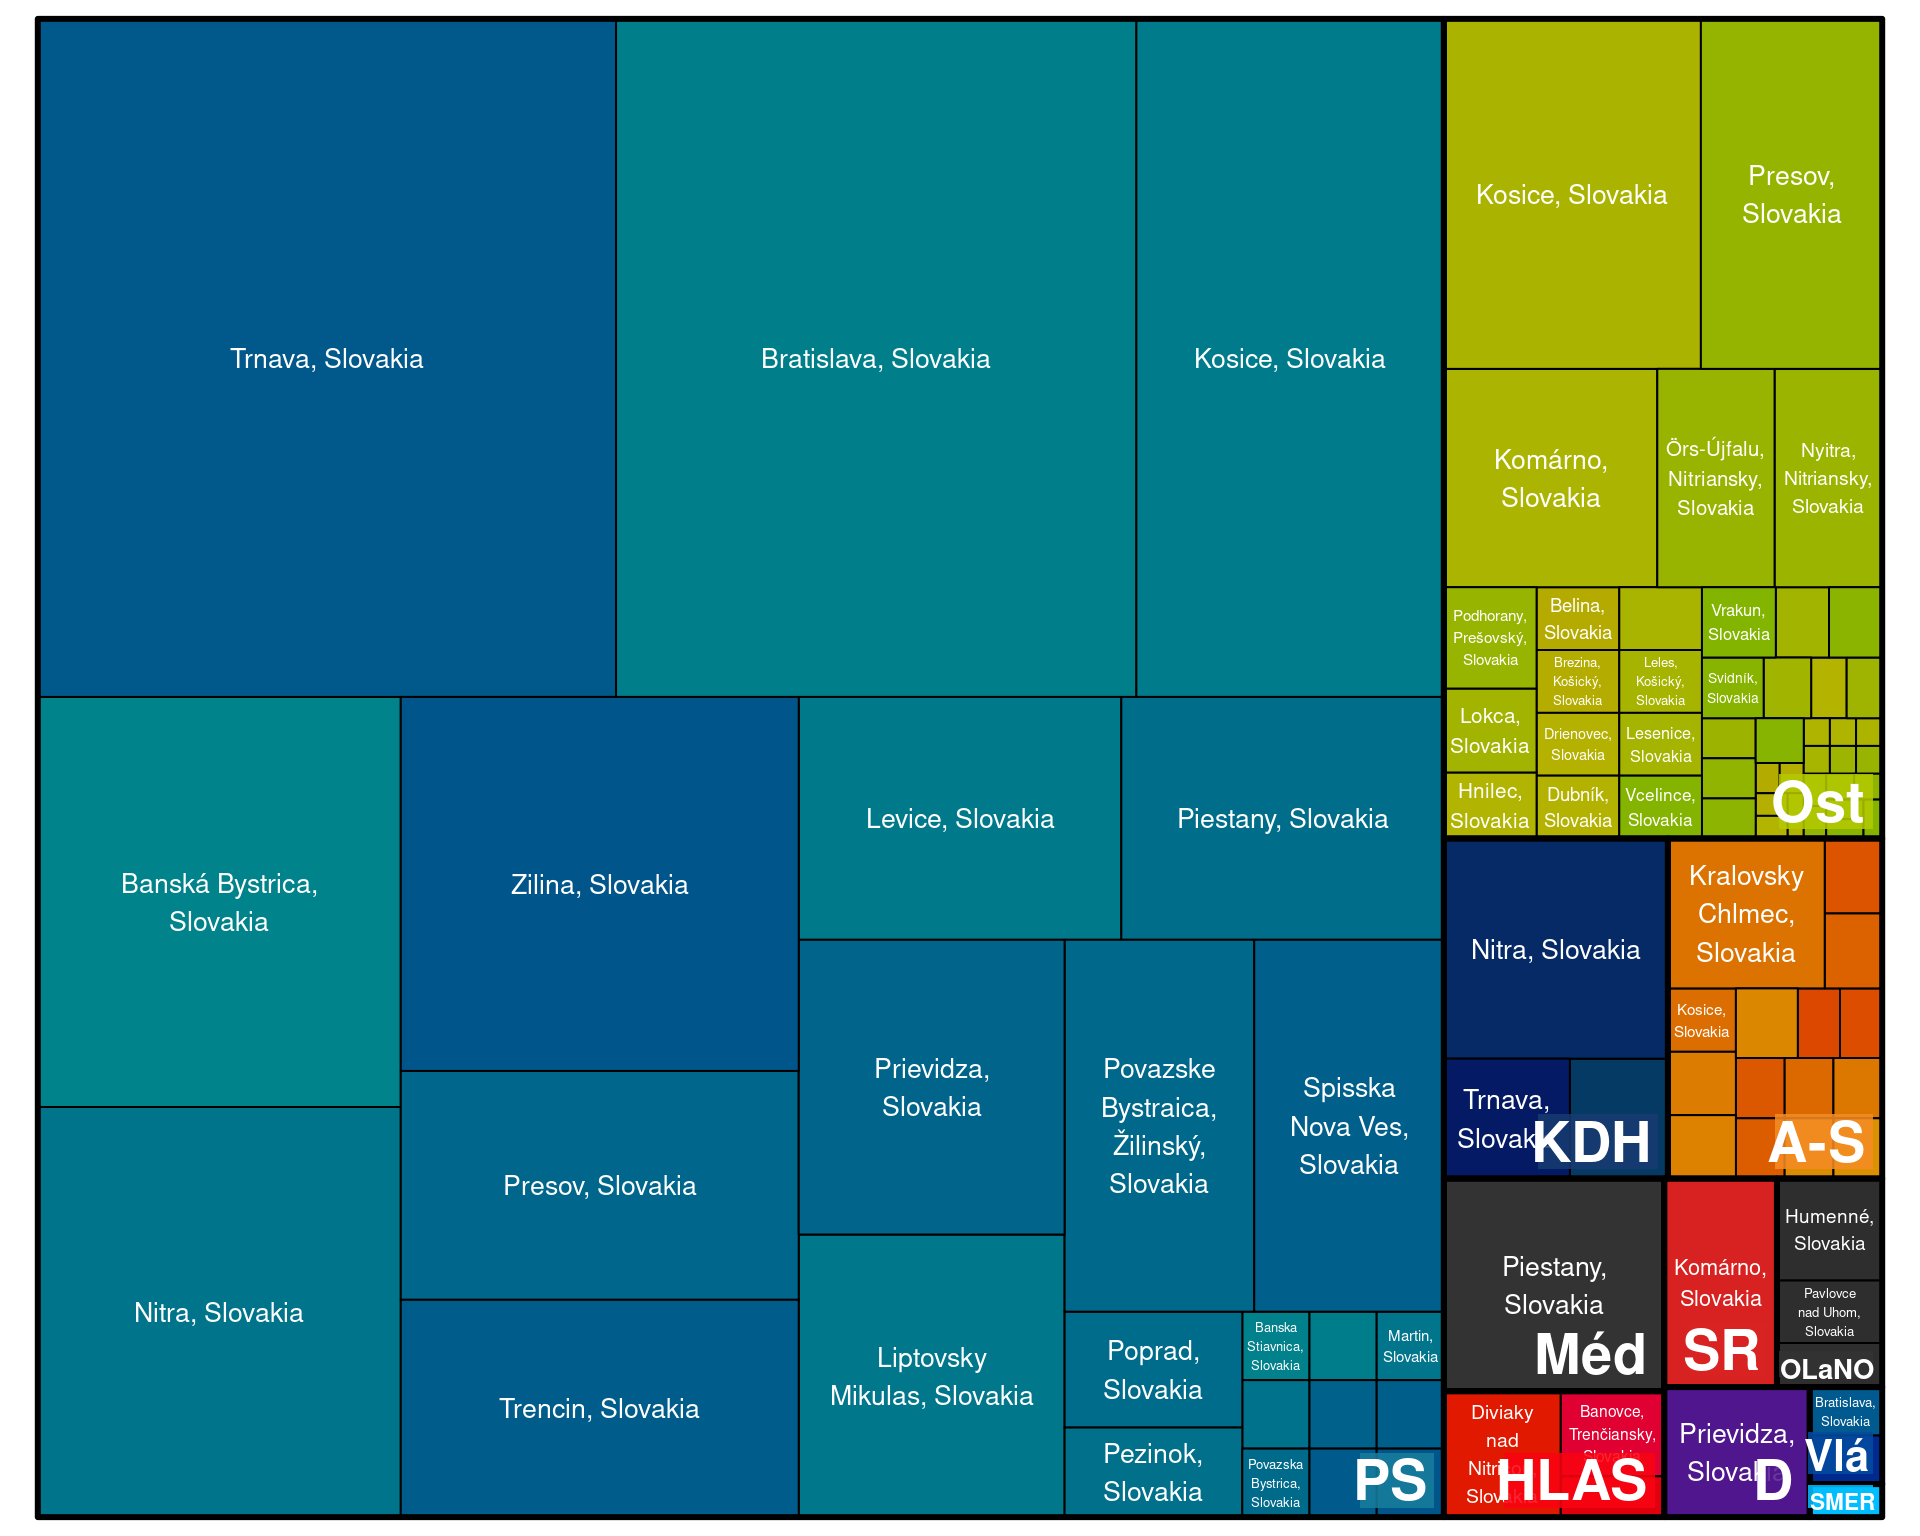 Trnava, Slovakia
Bratislava, Slovakia
Kosice, Slovakia
Banská Bystrica,
Slovakia
Nitra, Slovakia
Zilina, Slovakia
Presov, Slovakia
Trencin, Slovakia
Levice, Slovakia
Piestany, Slovakia
Prievidza,
Slovakia
Liptovsky
Mikulas, Slovakia
Povazske
Bystraica,
Žilinský,
Slovakia
Spisska
Nova Ves,
Slovakia
Poprad,
Slovakia
Pezinok,
Slovakia
Banska
Stiavnica,
Slovakia
Martin,
Slovakia
Povazska
Bystrica,
Slovakia
PS
Kosice, Slovakia
Presov,
Slovakia
Komárno,
Slovakia
Örs-Újfalu,
Nitriansky,
Slovakia
Nyitra,
Nitriansky,
Slovakia
Podhorany,
Prešovský,
Slovakia
Lokca,
Slovakia
Hnilec,
Slovakia
Belina,
Slovakia
Brezina,
Košický,
Slovakia
Drienovec,
Slovakia
Dubník,
Slovakia
Leles,
Košický,
Slovakia
Lesenice,
Slovakia
Vcelince,
Slovakia
Vrakun,
Slovakia
Svidník,
Slovakia
Ost
Nitra, Slovakia
Trnava,
Slovak
KDH
Kralovsky
Chlmec,
Slovakia
Kosice,
Slovakia
A-S
Piestany,
Slovakia
Méd
Komárno,
Slovakia
SR
Humenné,
Slovakia
Pavlovce
nad Uhom,
Slovakia
OLaNO
Diviaky
nad
Slovakia
Banovce,
Trenčiansky,
Slovakia
HLAS
Prievidza,
Slovakia
D
Bratislava,
Slovakia
Vlá
SMER